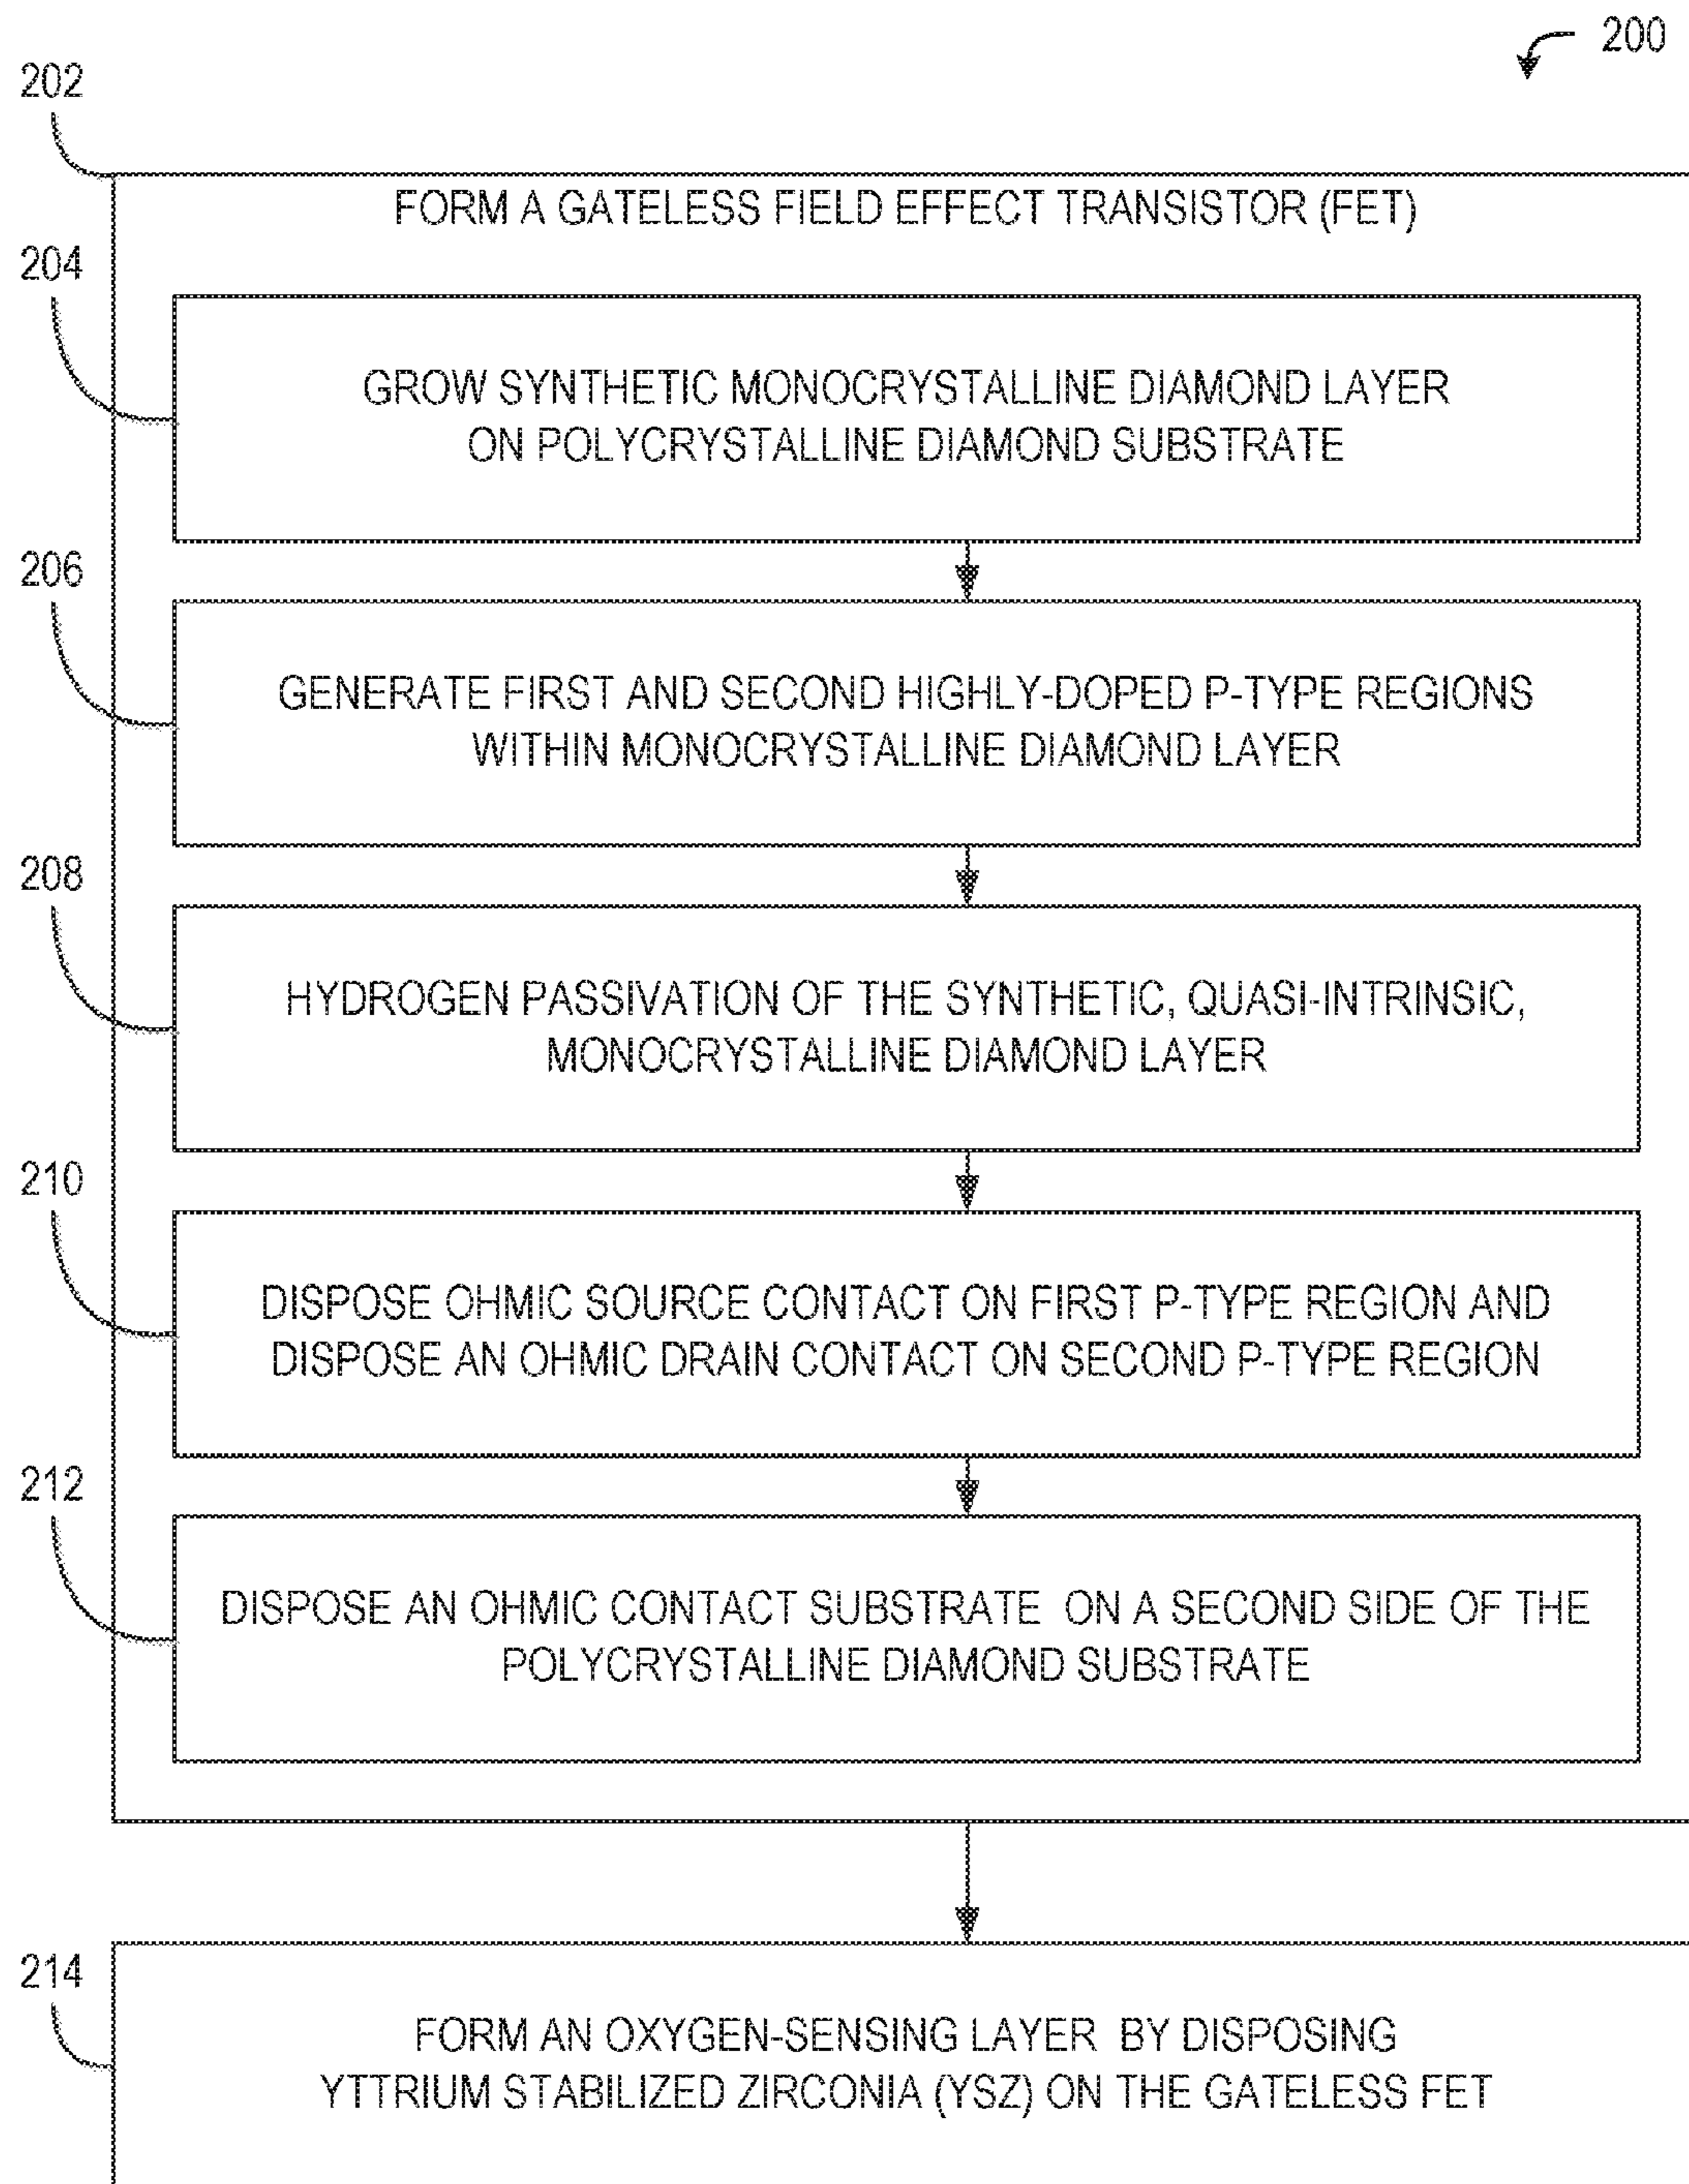 200
202
FORM A GATELESS FIELD EFFECT TRANSISTOR (FET)
204
GROW SYNTHETIC MONOCRYSTALLINE DIAMOND LAYER
ON POLYCRYSTALLINE DIAMOND SUBSTRATE
206
GENERATE FIRST AND SECOND HIGHLY-DOPED P-TYPE REGIONS
WITHIN MONOCRYSTALLINE DIAMOND LAYER
208
HYDROGEN PASSIVATION OF THE SYNTHETIC, QUASI-INTRINSIC,
MONOCRYSTALLINE DIAMOND LAYER
210
DISPOSE OHMIC SOURCE CONTACT ON FIRST P-TYPE REGION AND
DISPOSE AN OHMIC DRAIN CONTACT ON SECOND P-TYPE REGION
212
DISPOSE AN OHMIC CONTACT SUBSTRATE ON A SECOND SIDE OF THE
POLYCRYSTALLINE DIAMOND SUBSTRATE
214
FORM AN OXYGEN-SENSING LAYER BY DISPOSING
YTTRIUM STABILIZED ZIRCONIA (YSZ) ON THE GATELESS FET